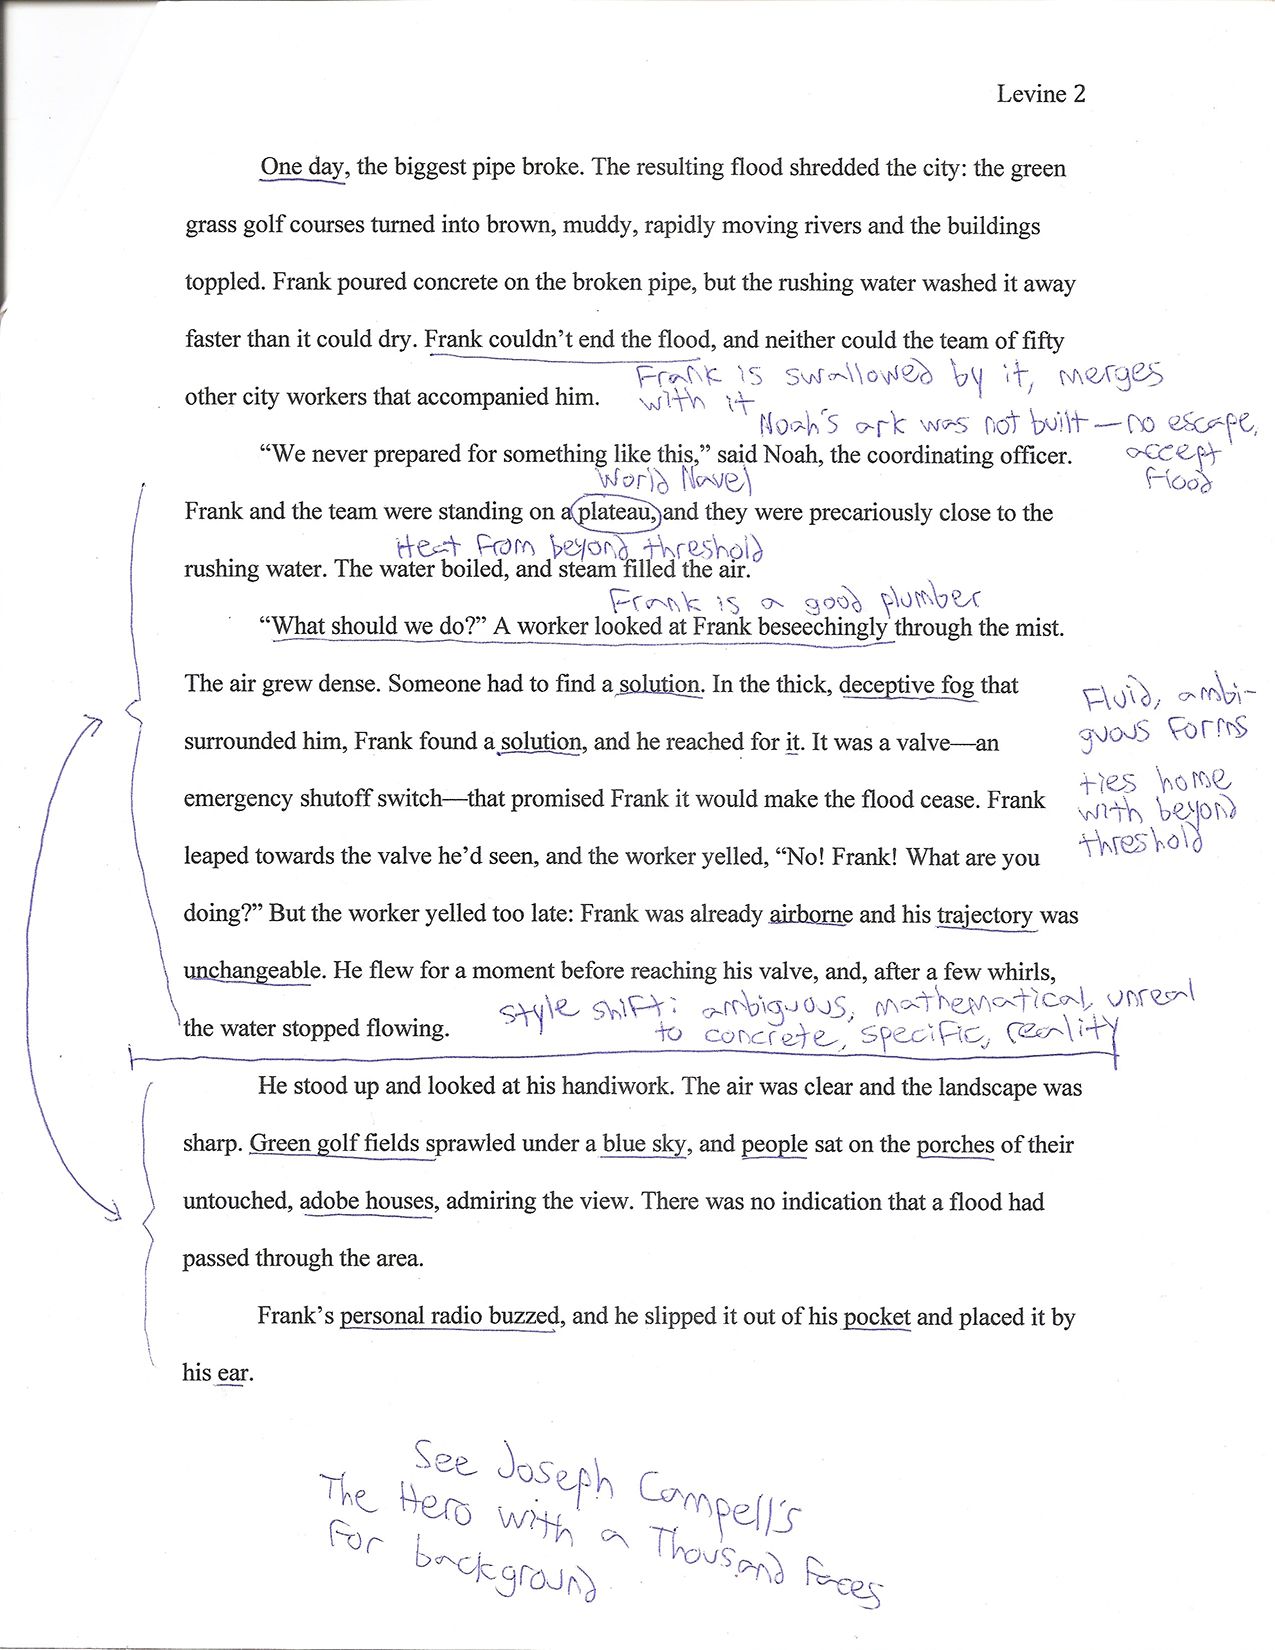 Levine 2
One day, the biggest pipe broke. The resulting flood shredded the city: the green
grass golf courses turned into brown, muddy, rapidly moving rivers and the buildings
toppled. Frank poured concrete on the broken pipe, but the rushing water washed it away
faster than it could dry. Frank couldn't end the flood, and neither could the team of fifty
Frank is swallowed by it, merges
with it
other city workers that accompanied him.
Noah's ark was not built — no escape,
accept
flood
"We never prepared for something like this," said Noah, the coordinating officer.
World Navel
Frank and the team were standing on a plateau, and they were precariously close to the
Heat from beyond threshold
rushing water. The water boiled, and steam filled the air.
Frank is a good plumber
"What should we do?" A worker looked at Frank beseechingly through the mist.
The air grew dense. Someone had to find a solution. In the thick, deceptive fog that
surrounded him, Frank found a solution, and he reached for it. It was a valve—an
emergency shutoff switch—that promised Frank it would make the flood cease. Frank
leaped towards the valve he'd seen, and the worker yelled, "No! Frank! What are you
doing?" But the worker yelled too late: Frank was already airborne and his trajectory was
unchangeable. He flew for a moment before reaching his valve, and, after a few whirls,
the water stopped flowing.
Fluid, ambi-
guous forms
ties home
with beyond
threshold
style shift: ambiguous, mathematical, unreal
to concrete, specific, reality
He stood up and looked at his handiwork. The air was clear and the landscape was
sharp. Green golf fields sprawled under a blue sky, and people sat on the porches of their
untouched, adobe houses, admiring the view. There was no indication that a flood had
passed through the area.
Frank's personal radio buzzed, and he slipped it out of his pocket and placed it by
his ear.
See Joseph Campell's
The Hero with a Thousand Faces
for background